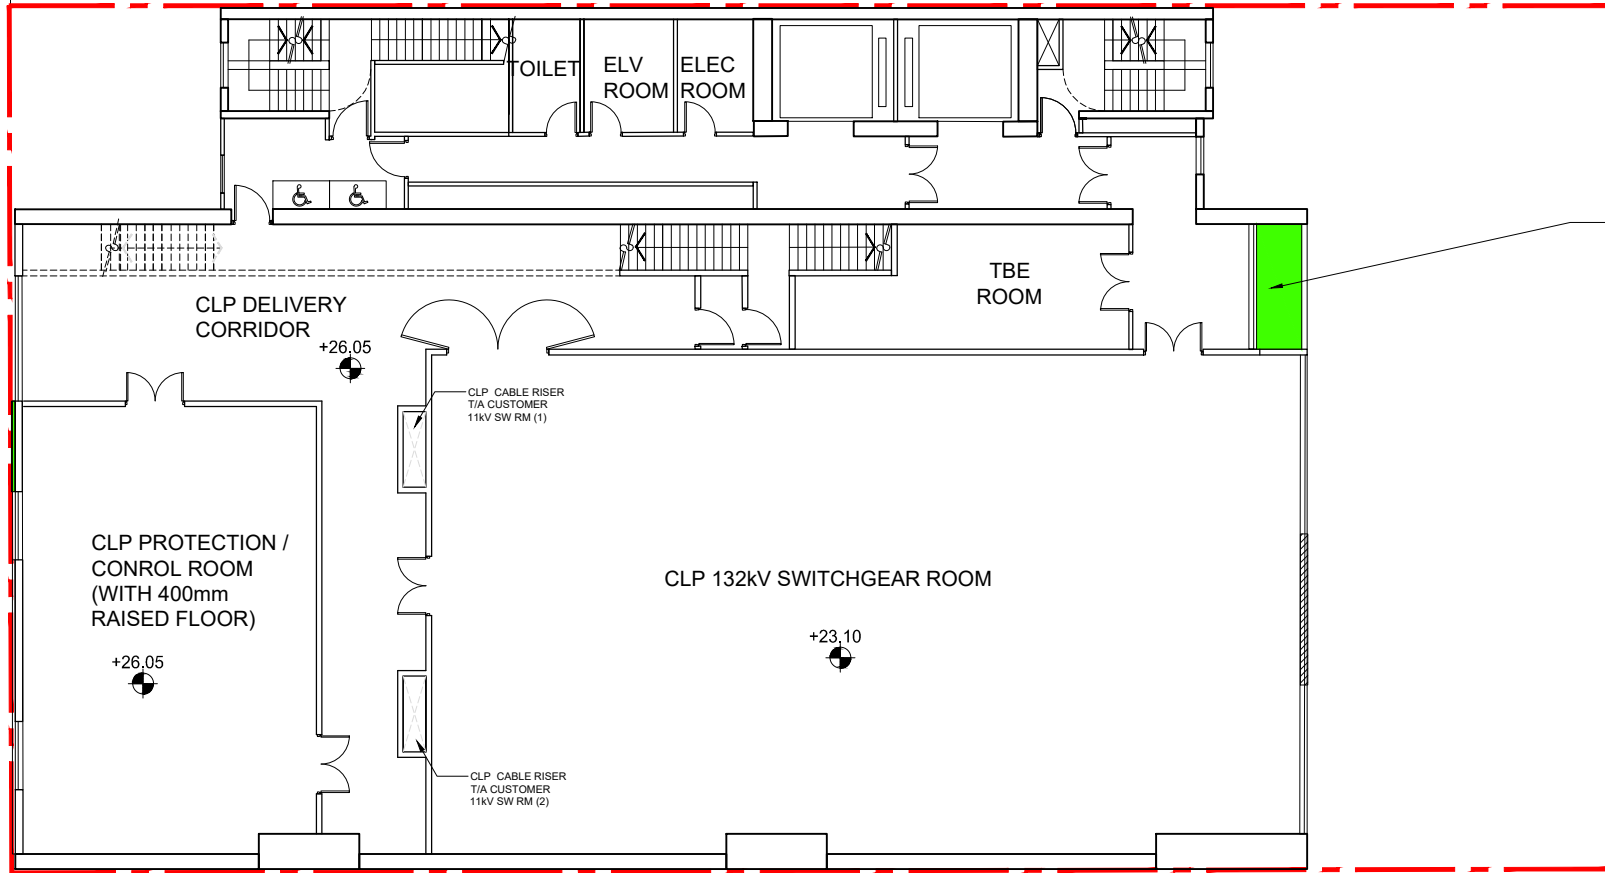 TOILET
ELV
ROOM
ELEC
ROOM
TBE
ROOM
CLP DELIVERY
CORRIDOR
+26.05
CLP CABLE RISER
T/A CUSTOMER
11kV SW RM (1)
CLP PROTECTION /
CONROL ROOM
(WITH 400mm
RAISED FLOOR)
+26.05
CLP 132kV SWITCHGEAR ROOM
+23.10
CLP CABLE RISER
T/A CUSTOMER
11kV SW RM (2)